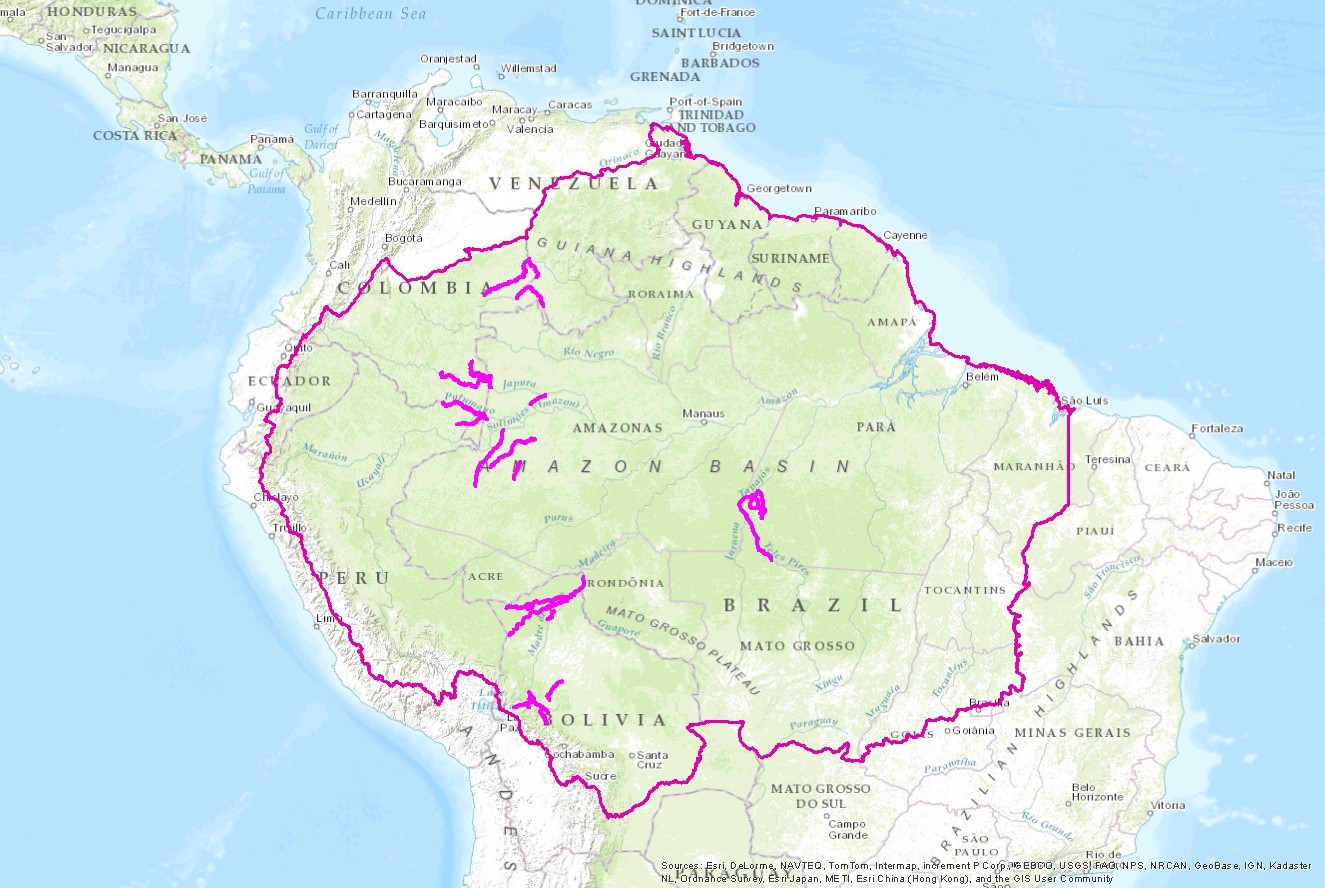 DOMINICA
mala
HONDURAS
Caribbean Sea
Fort-de-France
Tegucigalpa
San
Salvador
NICARAGUA
SAINT LUCIA
Bridgetown
Managua
Oranjestad
Willemstad
BARBADOS
GRENADA
Barranquilla
Maracaibo
Maracay
Caracas
Port-of-Spain
San José
Cartagena
Barquisimeto
Valencia
TRINIDAD
AND TOBAGO
COSTA RICA
Panamá
Gulf of
Darien
PANAMA
Gulf of
Panama
Magdalena
Ciudad
Guayana
Orinoco
Bucaramanga
VENEZUELA
Georgetown
Medellín
Paramaribo
GUYANA
Bogotá
Cayenne
GUIANA HIGHLANDS
Cali
SURINAME
COLOMBIA
RORAIMA
AMAPÁ
Rio Branco
Quito
Rio Negro
ECUADOR
Japura
Belém
Putumayo
Guayaquil
Solimões (Amazon)
Amazon
São Luís
Manaus
AMAZONAS
PARÁ
Fortaleza
Marañón
Ucayali
AMAZON BASIN
MARANHÃO
Teresina
CEARÁ
Natal
Tapajós
Chiclayo
João
Pessoa
Trujillo
Purus
Juruena
Teles Pires
PIAUÍ
Recife
Madeira
Maceio
PERU
ACRE
RONDÔNIA
TOCANTINS
São Francisco
BRAZIL
Lima
Madre d
Guaporé
MATO GROSSO PLATEAU
MATO GROSSO
BAHIA
Salvador
Xingu
Araguaia
Tocantins
La
Titi
La
Paz
BOLIVIA
Paraguay
Brasília
GOIÁS
Goiânia
MINAS GERAIS
BRAZILIAN HIGHLANDS
ANDES
Cochabamba
Santa
Cruz
Sucre
Paranaíba
MATO GROSSO
DO SUL
Belo
Horizonte
Vitória
Campo
Grande
Rio Grande
SÃO
PAULO
Rio de
São
PARAGUAY
Sources: Esri, DeLorme, NAVTEQ, TomTom, Intermap, increment P Corp., GEBCO, USGS, FAO, NPS, NRCAN, GeoBase, IGN, Kadaster
NL, Ordnance Survey, Esri Japan, METI, Esri China (Hong Kong), and the GIS User Community